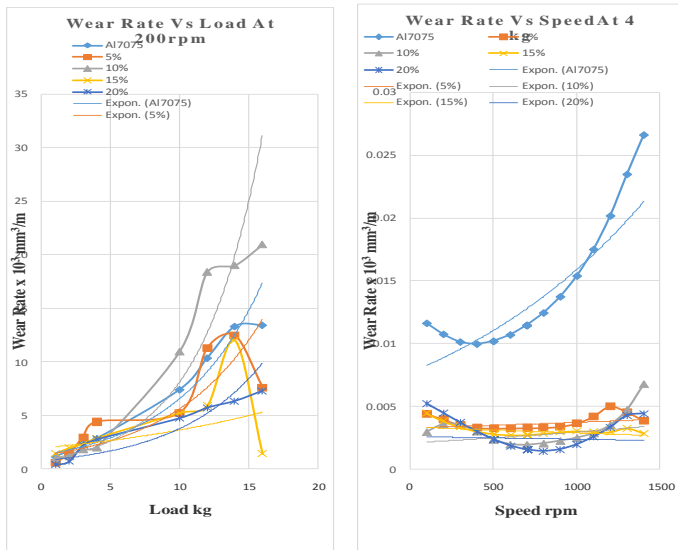 Wear Rate Vs Load At
200rpm
Al7075
5%
10%
15%
20%
Expon. (Al7075)
Expon. (5%)
35
30
25
20
15
10
5
0
0 5 10 15 20
Wear Rate x 10³ mm³/m
Load kg
Wear Rate Vs SpeedAt 4
kg
Al7075 5%
10% 15%
20% Expon. (Al7075)
Expon. (5%) Expon. (10%)
Expon. (15%) Expon. (20%)
0.03
0.025
0.02
0.015
0.01
0.005
0
0 500 1000 1500
Wear Rate x 10³ mm³/m
Speed rpm